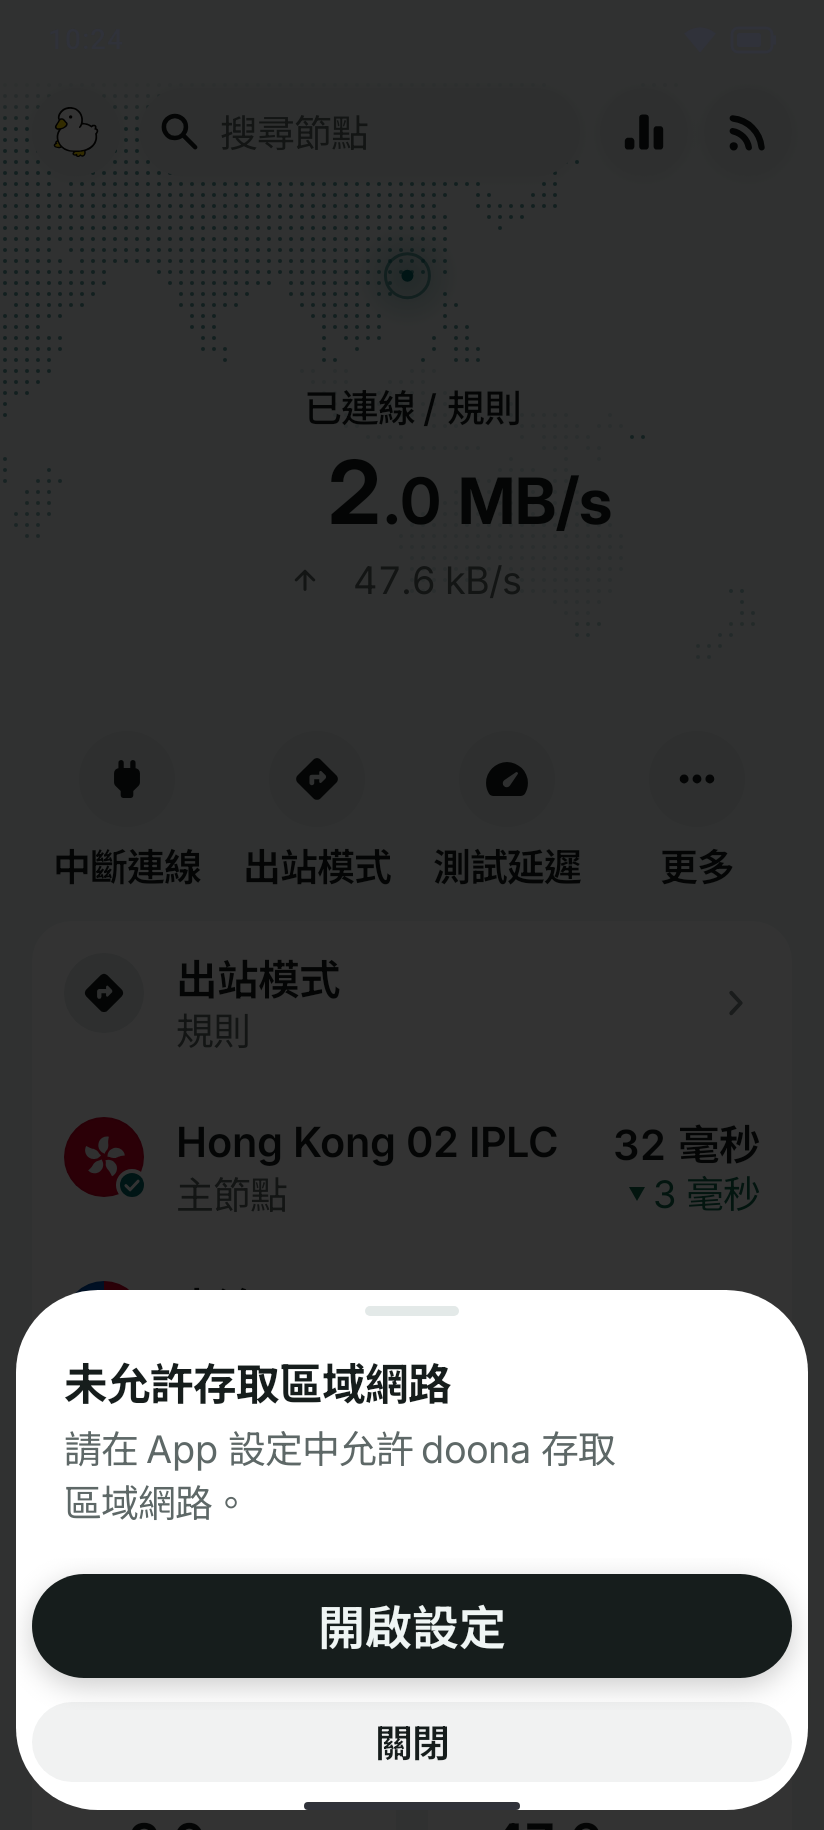 搜尋節點
已連線 / 規則
2.0 MB/s
↑ 47.6 kB/s
中斷連線 出站模式 測試延遲 更多
出站模式
規則
Hong Kong 02 IPLC 32 毫秒
主節點 ▼3 毫秒
未允許存取區域網路
請在 App 設定中允許 doona 存取
區域網路。
開啟設定
關閉